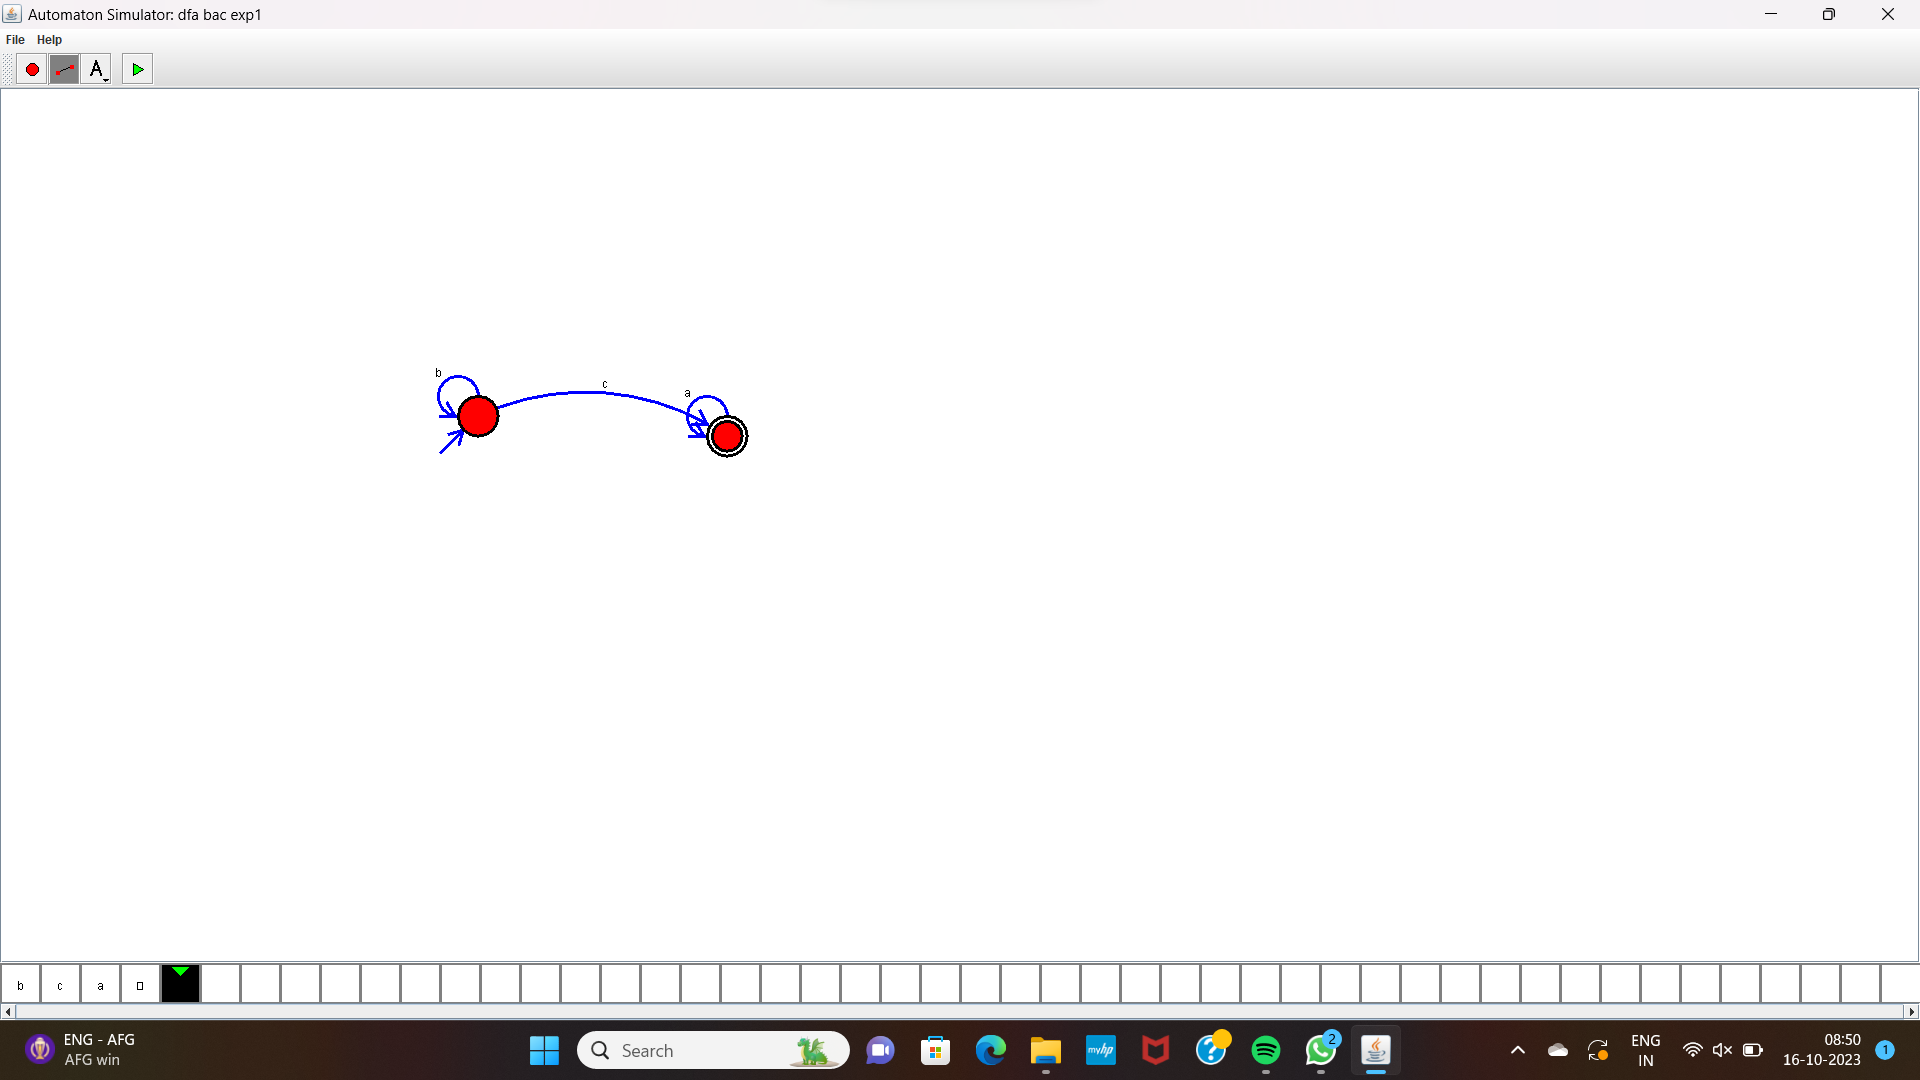 Automaton Simulator: dfa bac exp1
File Help
A
b
c
a
b c a
ENG - AFG
AFG win
Search
myhp
2
ENG
IN
08:50
16-10-2023
1